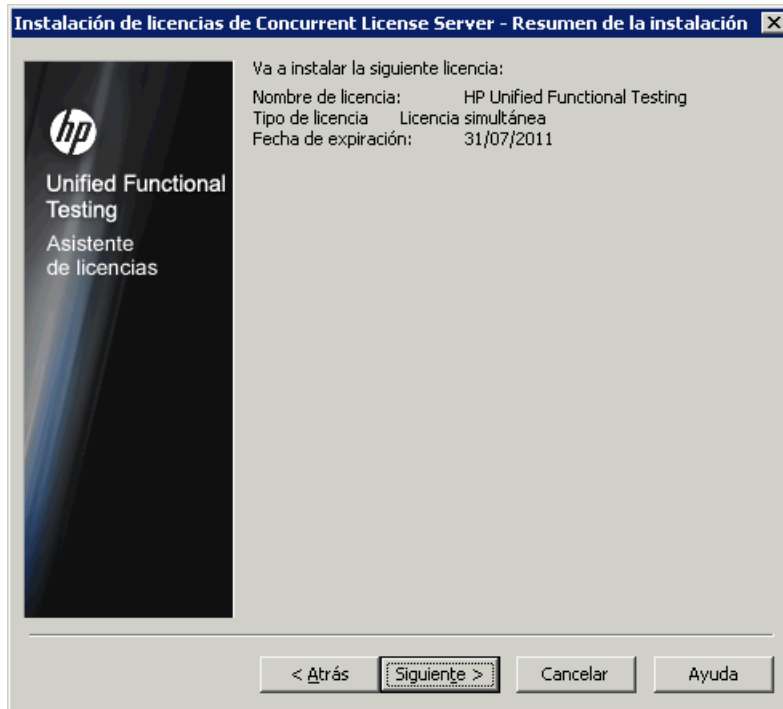 Instalación de licencias de Concurrent License Server - Resumen de la instalación
Va a instalar la siguiente licencia:
Nombre de licencia: HP Unified Functional Testing
Tipo de licencia Licencia simultánea
Fecha de expiración: 31/07/2011
hp
Unified Functional
Testing
Asistente
de licencias
< Atrás Siguiente > Cancelar Ayuda